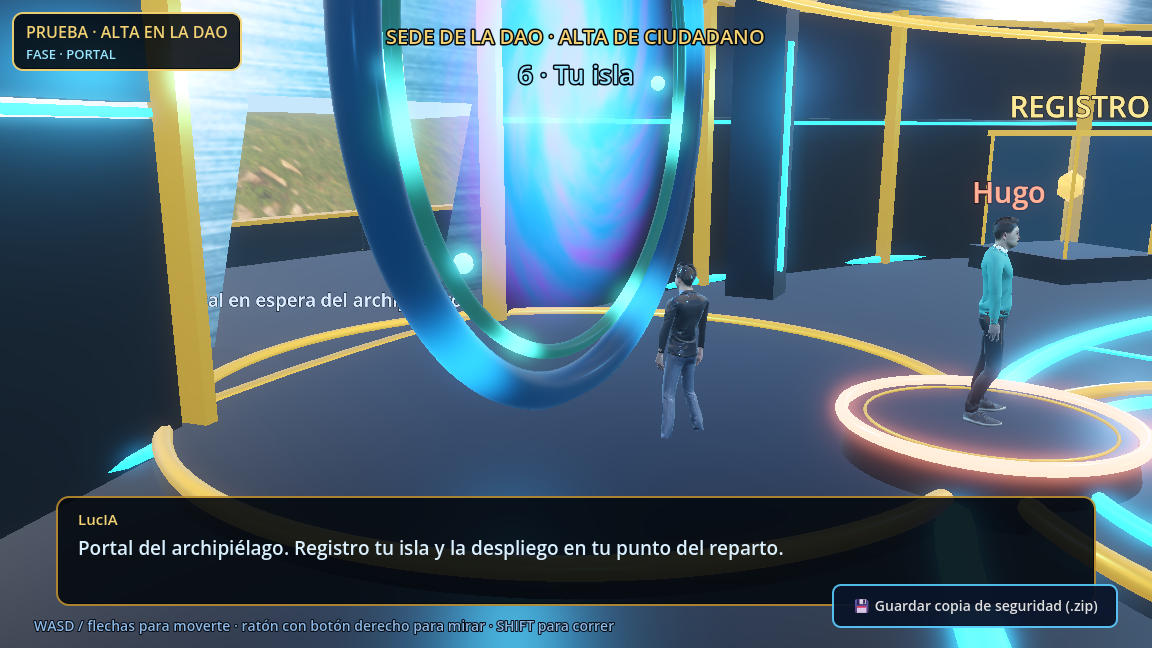 PRUEBA · ALTA EN LA DAO
FASE · PORTAL
SEDE DE LA DAO · ALTA DE CIUDADANO
6 · Tu isla
REGISTRO
Hugo
en espera del
LucIA
Portal del archipiélago. Registro tu isla y la despliego en tu punto del reparto.
Guardar copia de seguridad (.zip)
WASD / flechas para moverte · ratón con botón derecho para mirar · SHIFT para correr